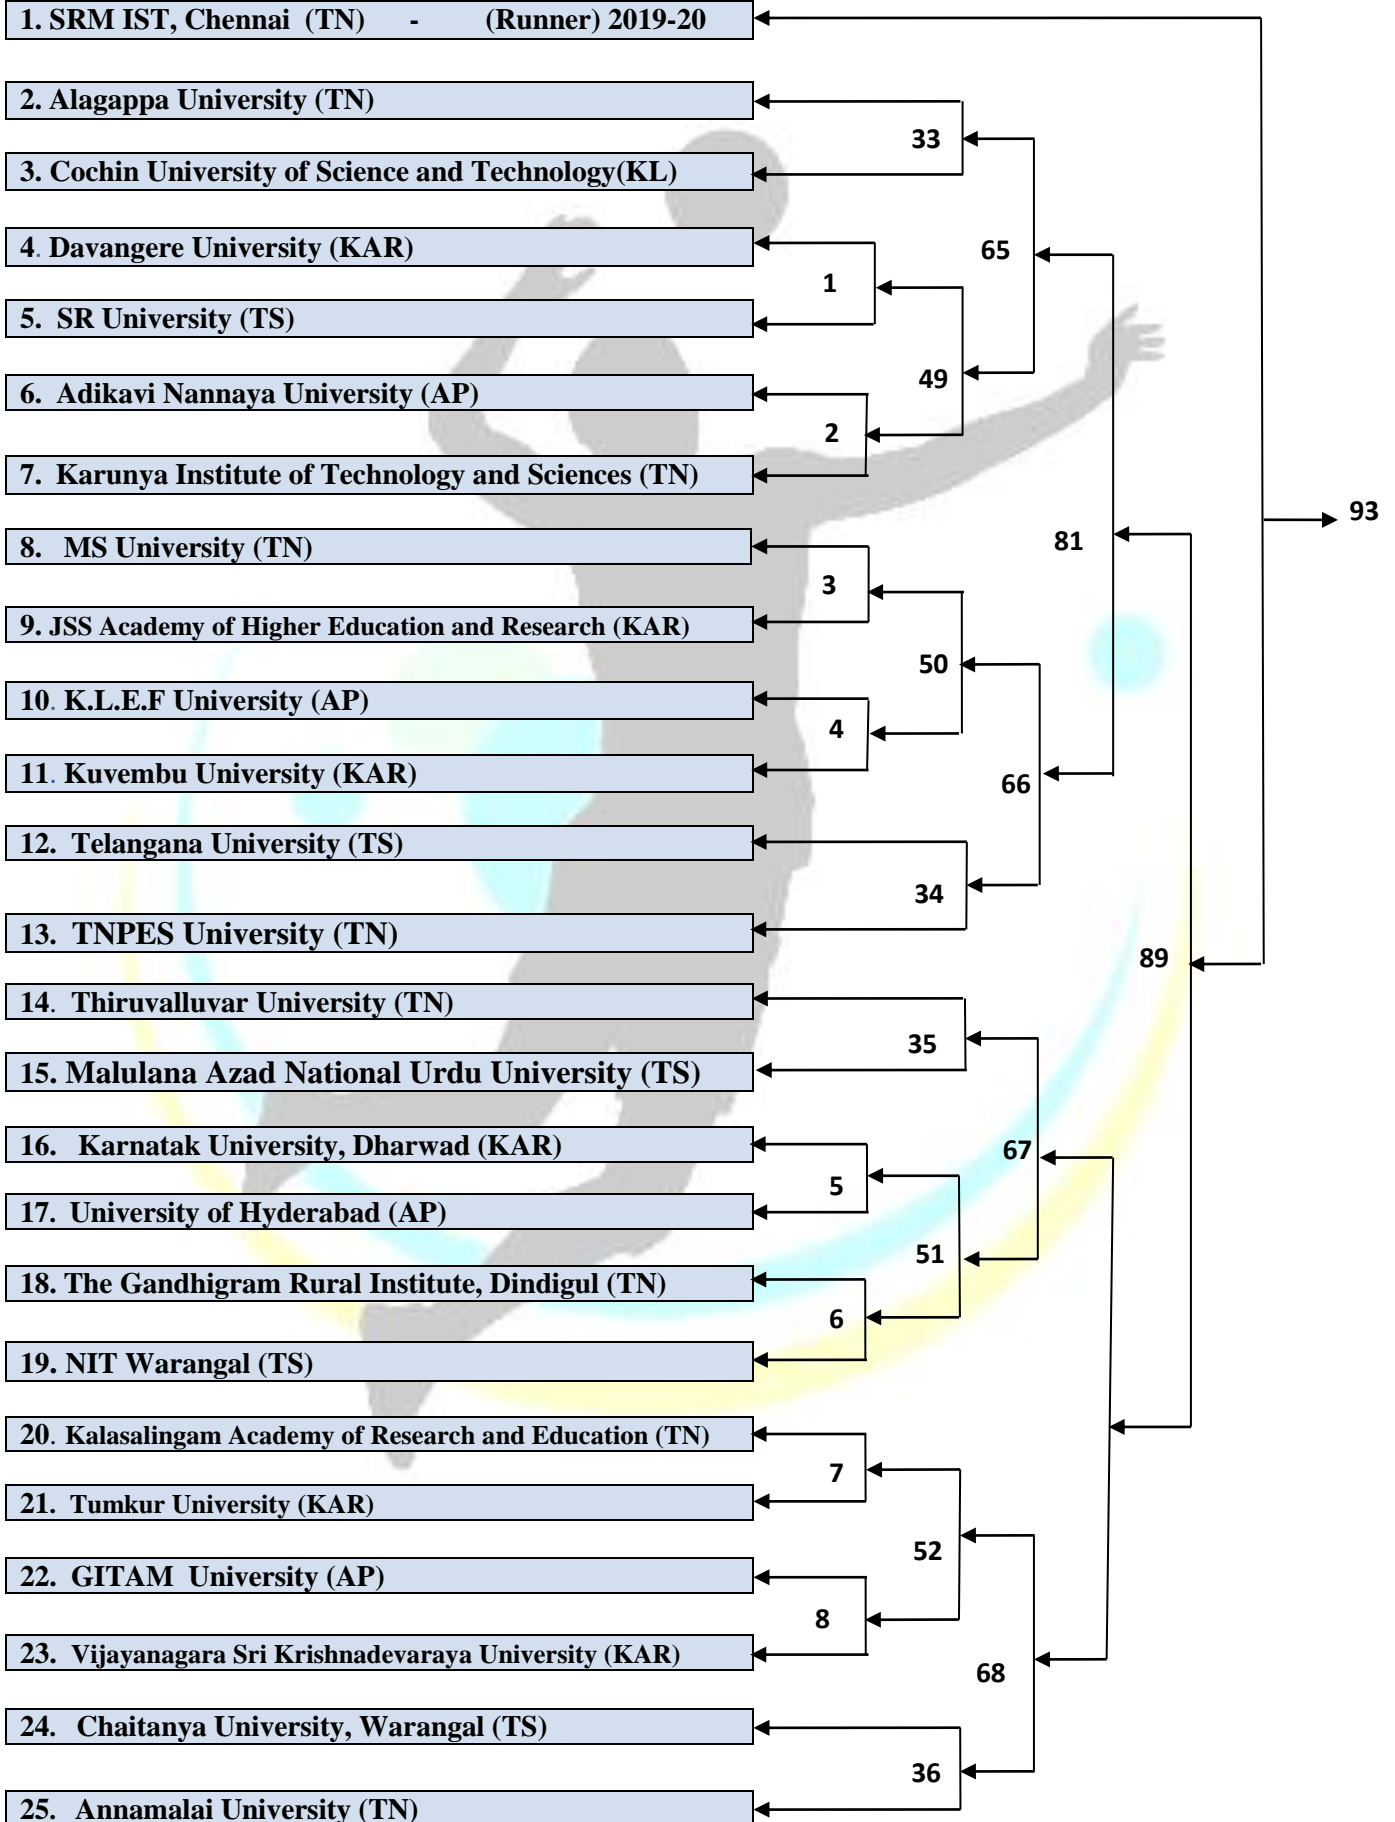 1. SRM IST, Chennai (TN) - (Runner) 2019-20
2. Alagappa University (TN)
33
3. Cochin University of Science and Technology(KL)
4. Davangere University (KAR)
65
1
5. SR University (TS)
49
6. Adikavi Nannaya University (AP)
2
7. Karunya Institute of Technology and Sciences (TN)
93
8. MS University (TN)
81
3
9. JSS Academy of Higher Education and Research (KAR)
50
10. K.L.E.F University (AP)
4
11. Kuvembu University (KAR)
66
12. Telangana University (TS)
34
13. TNPES University (TN)
89
14. Thiruvalluvar University (TN)
35
15. Malulana Azad National Urdu University (TS)
16. Karnatak University, Dharwad (KAR)
67
5
17. University of Hyderabad (AP)
51
18. The Gandhigram Rural Institute, Dindigul (TN)
6
19. NIT Warangal (TS)
20. Kalasalingam Academy of Research and Education (TN)
7
21. Tumkur University (KAR)
52
22. GITAM University (AP)
8
23. Vijayanagara Sri Krishnadevaraya University (KAR)
68
24. Chaitanya University, Warangal (TS)
36
25. Annamalai University (TN)